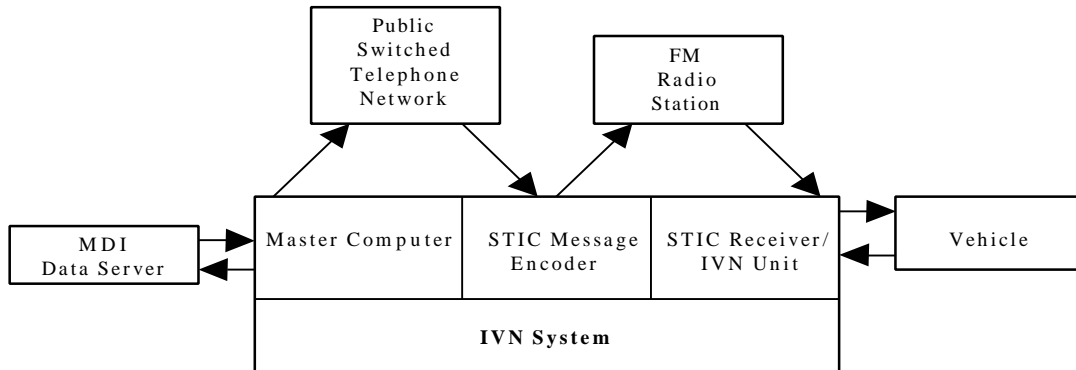 Public
Switched
Telephone
Network
FM
Radio
Station
MDI
Data Server
Master Computer
STIC Message
Encoder
STIC Receiver/
IVN Unit
Vehicle
IVN System